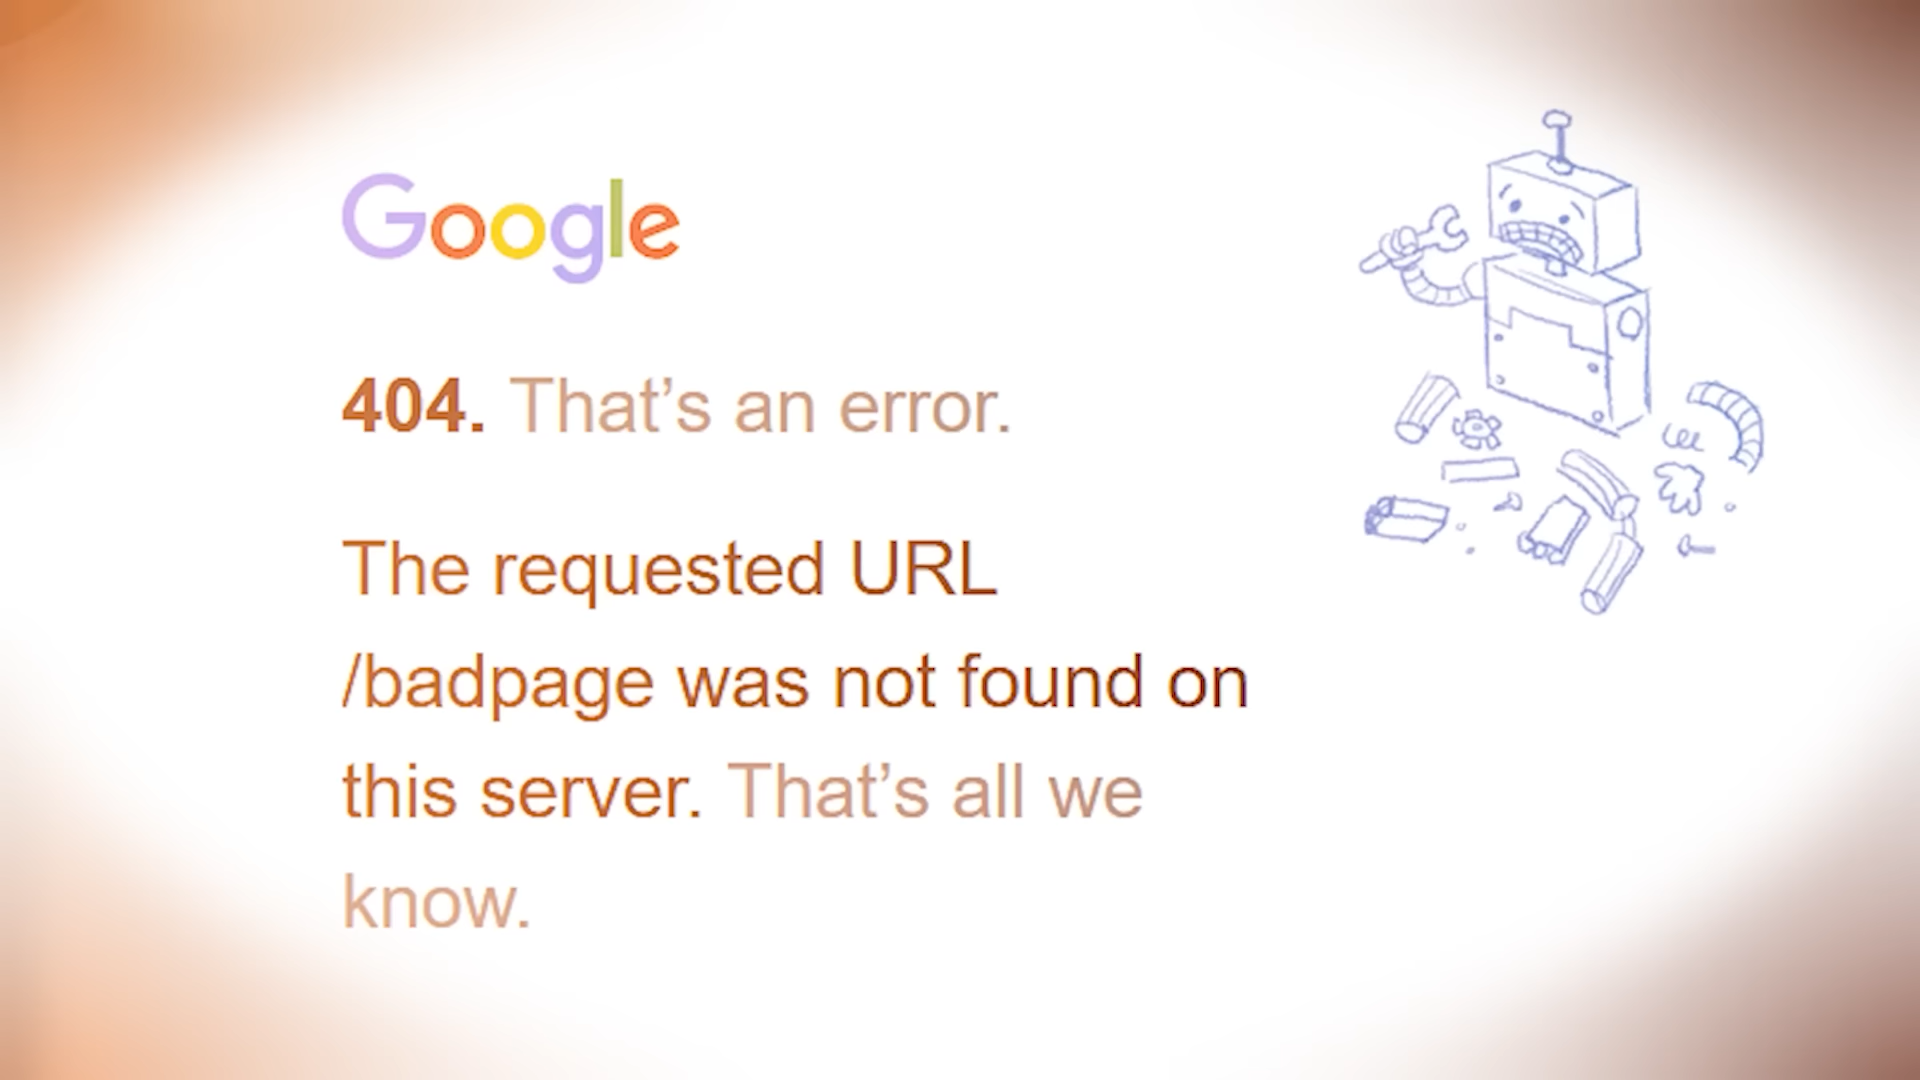 Google
404. That’s an error.
The requested URL
/badpage was not found on
this server. That’s all we
know.